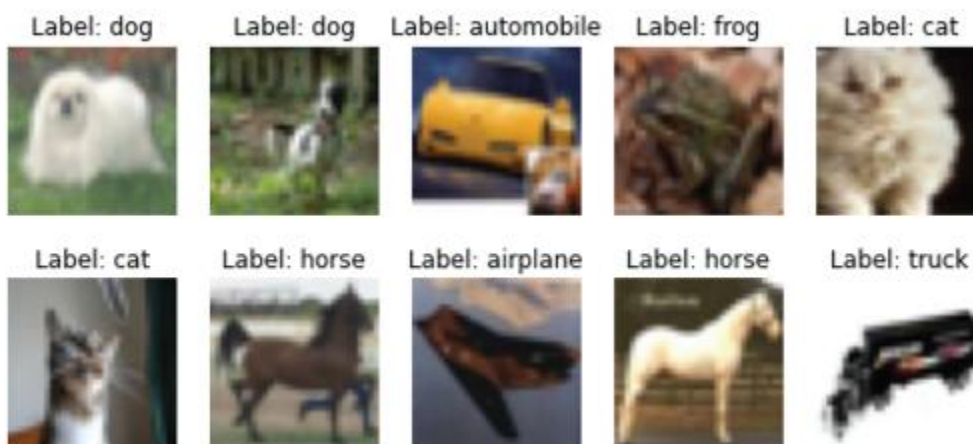 Label: dog
Label: dog
Label: automobile
Label: frog
Label: cat
Label: cat
Label: horse
Label: airplane
Label: horse
Label: truck